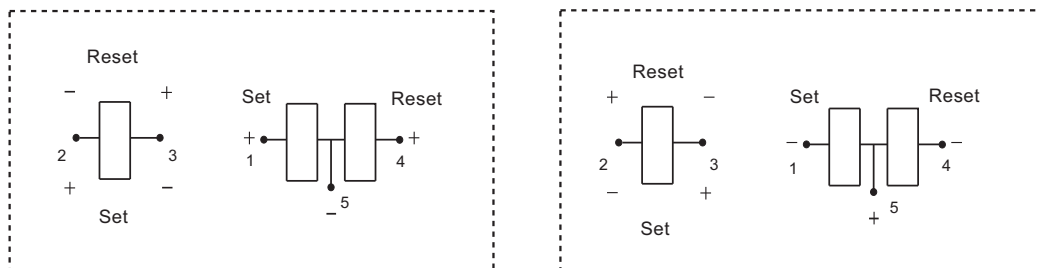 Reset
− +
2 3
+ −
Set
Set Reset
+ +
1 4
5
−
Reset
+ −
2 3
− +
Set
Set Reset
− −
1 4
5
+